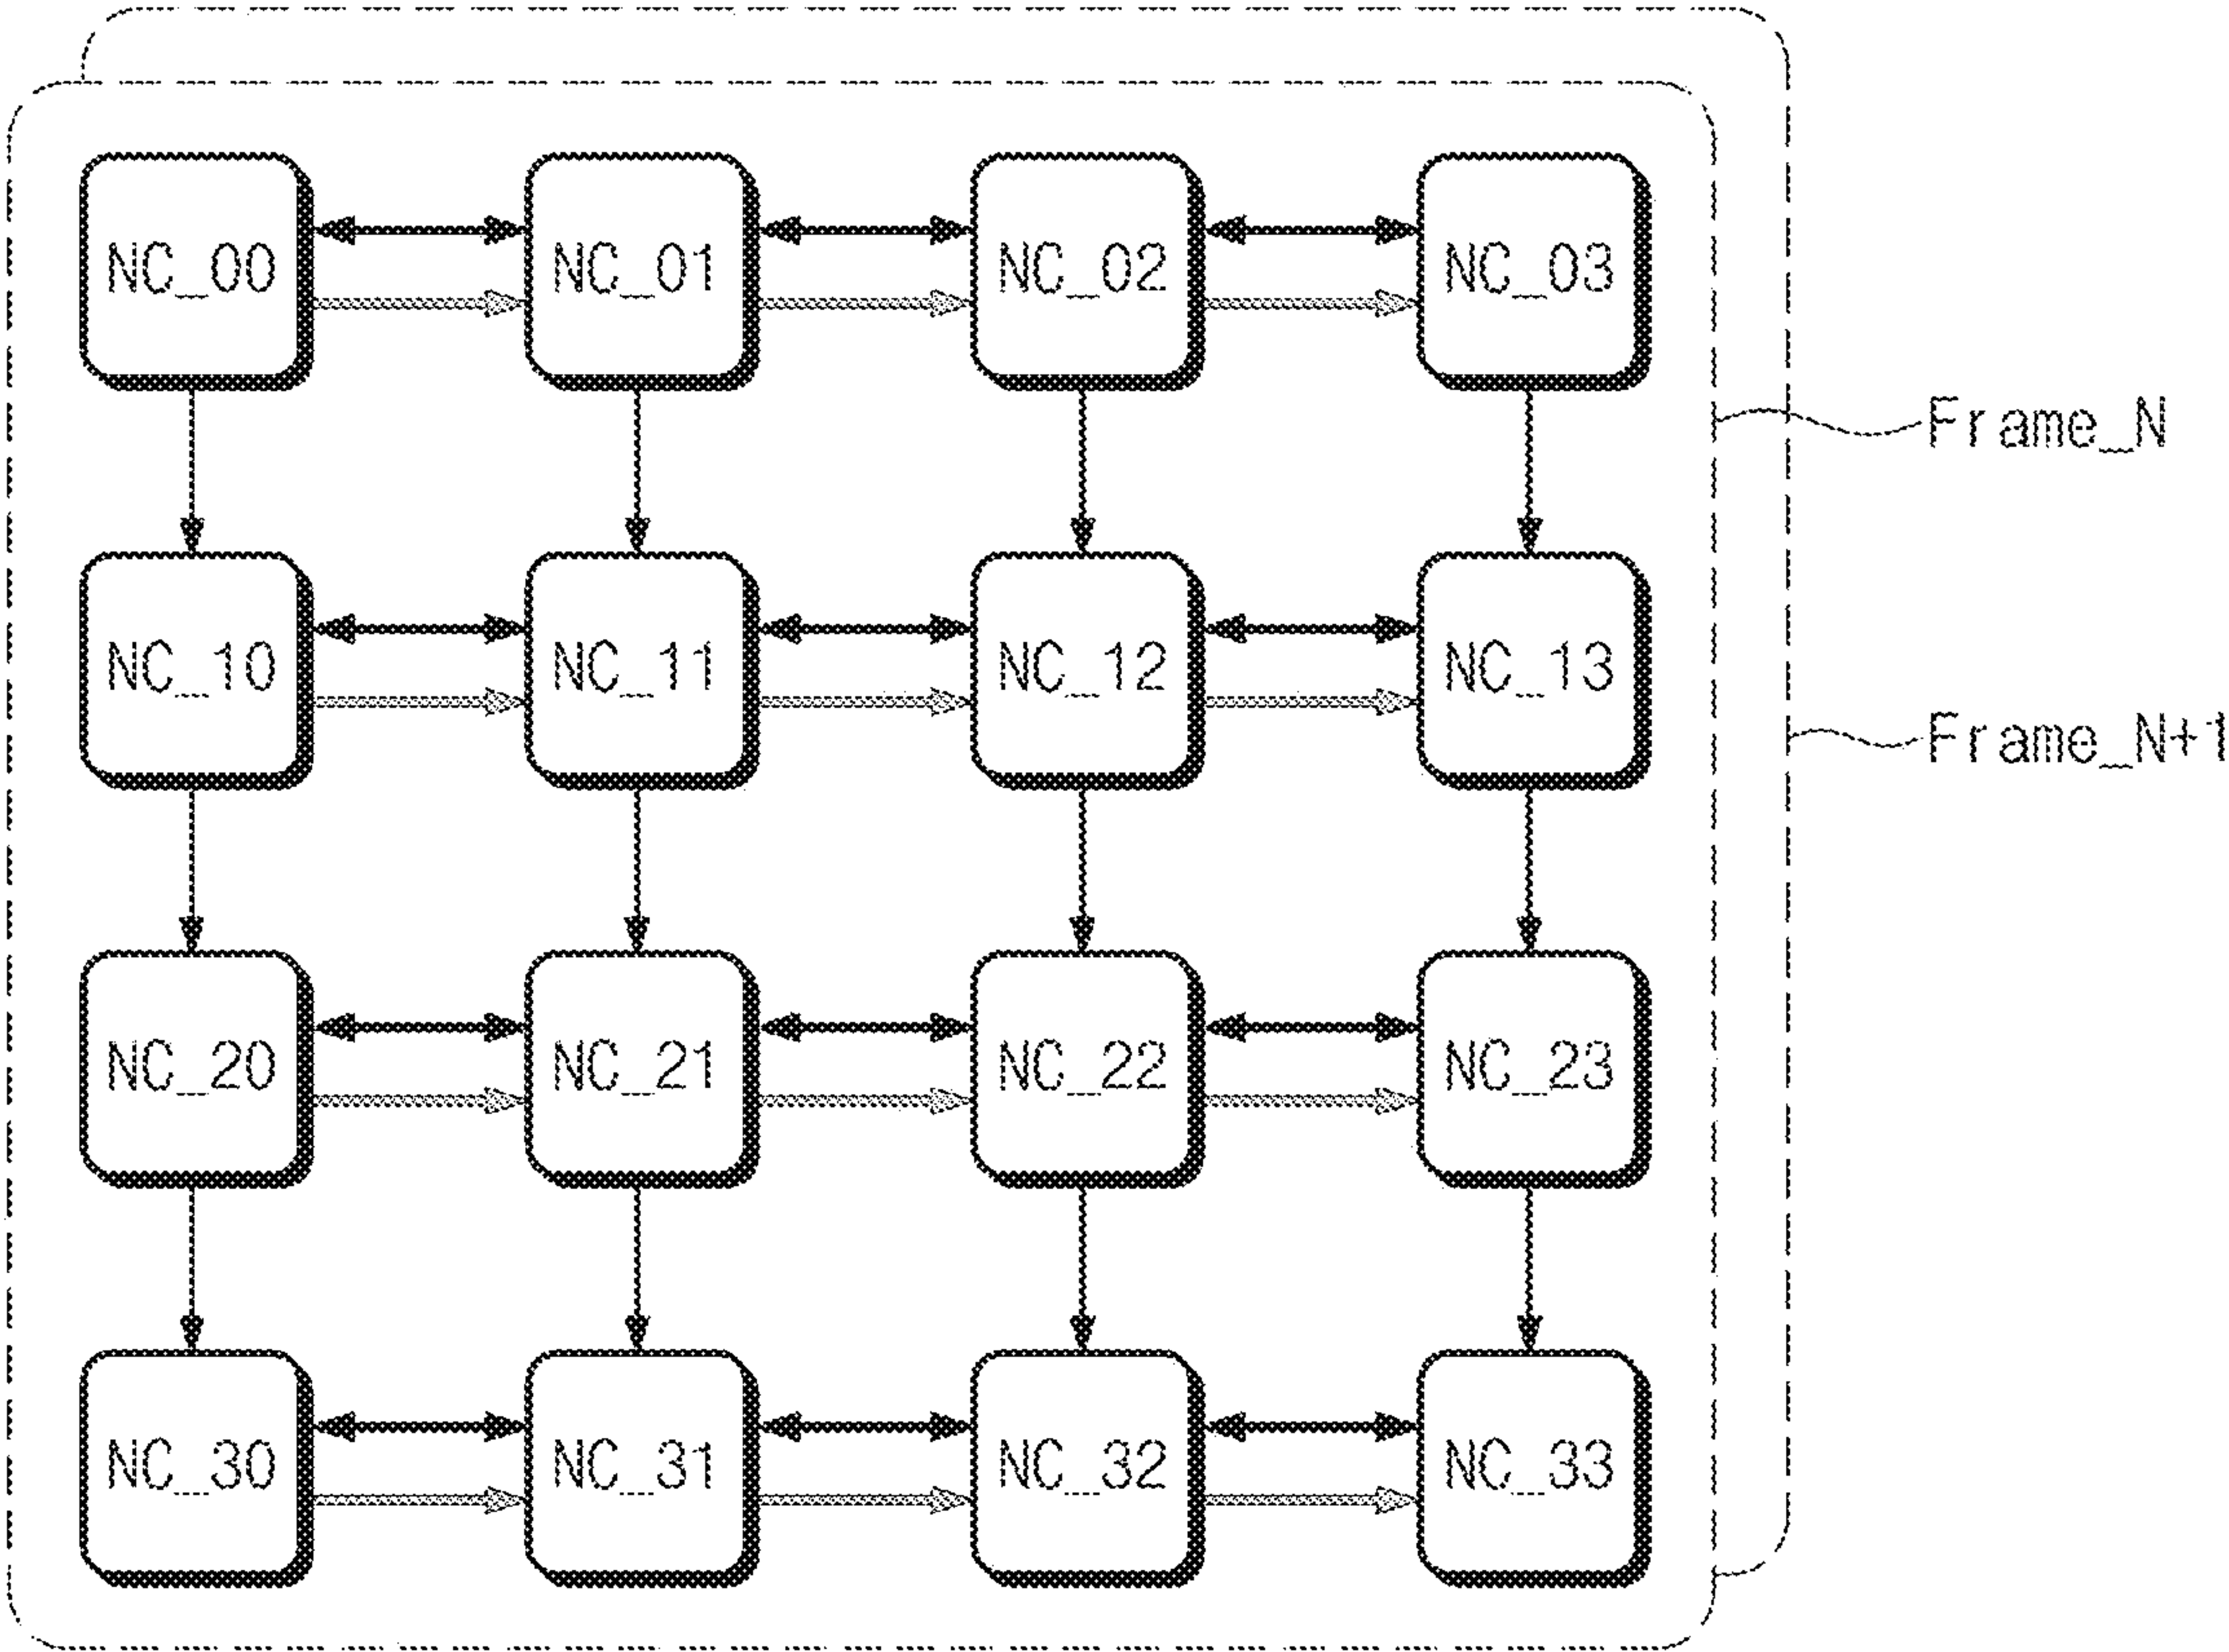 NC_00 NC_01 NC_02 NC_03
Frame_N
NC_10 NC_11 NC_12 NC_13
Frame_N+1
NC_20 NC_21 NC_22 NC_23
NC_30 NC_31 NC_32 NC_33